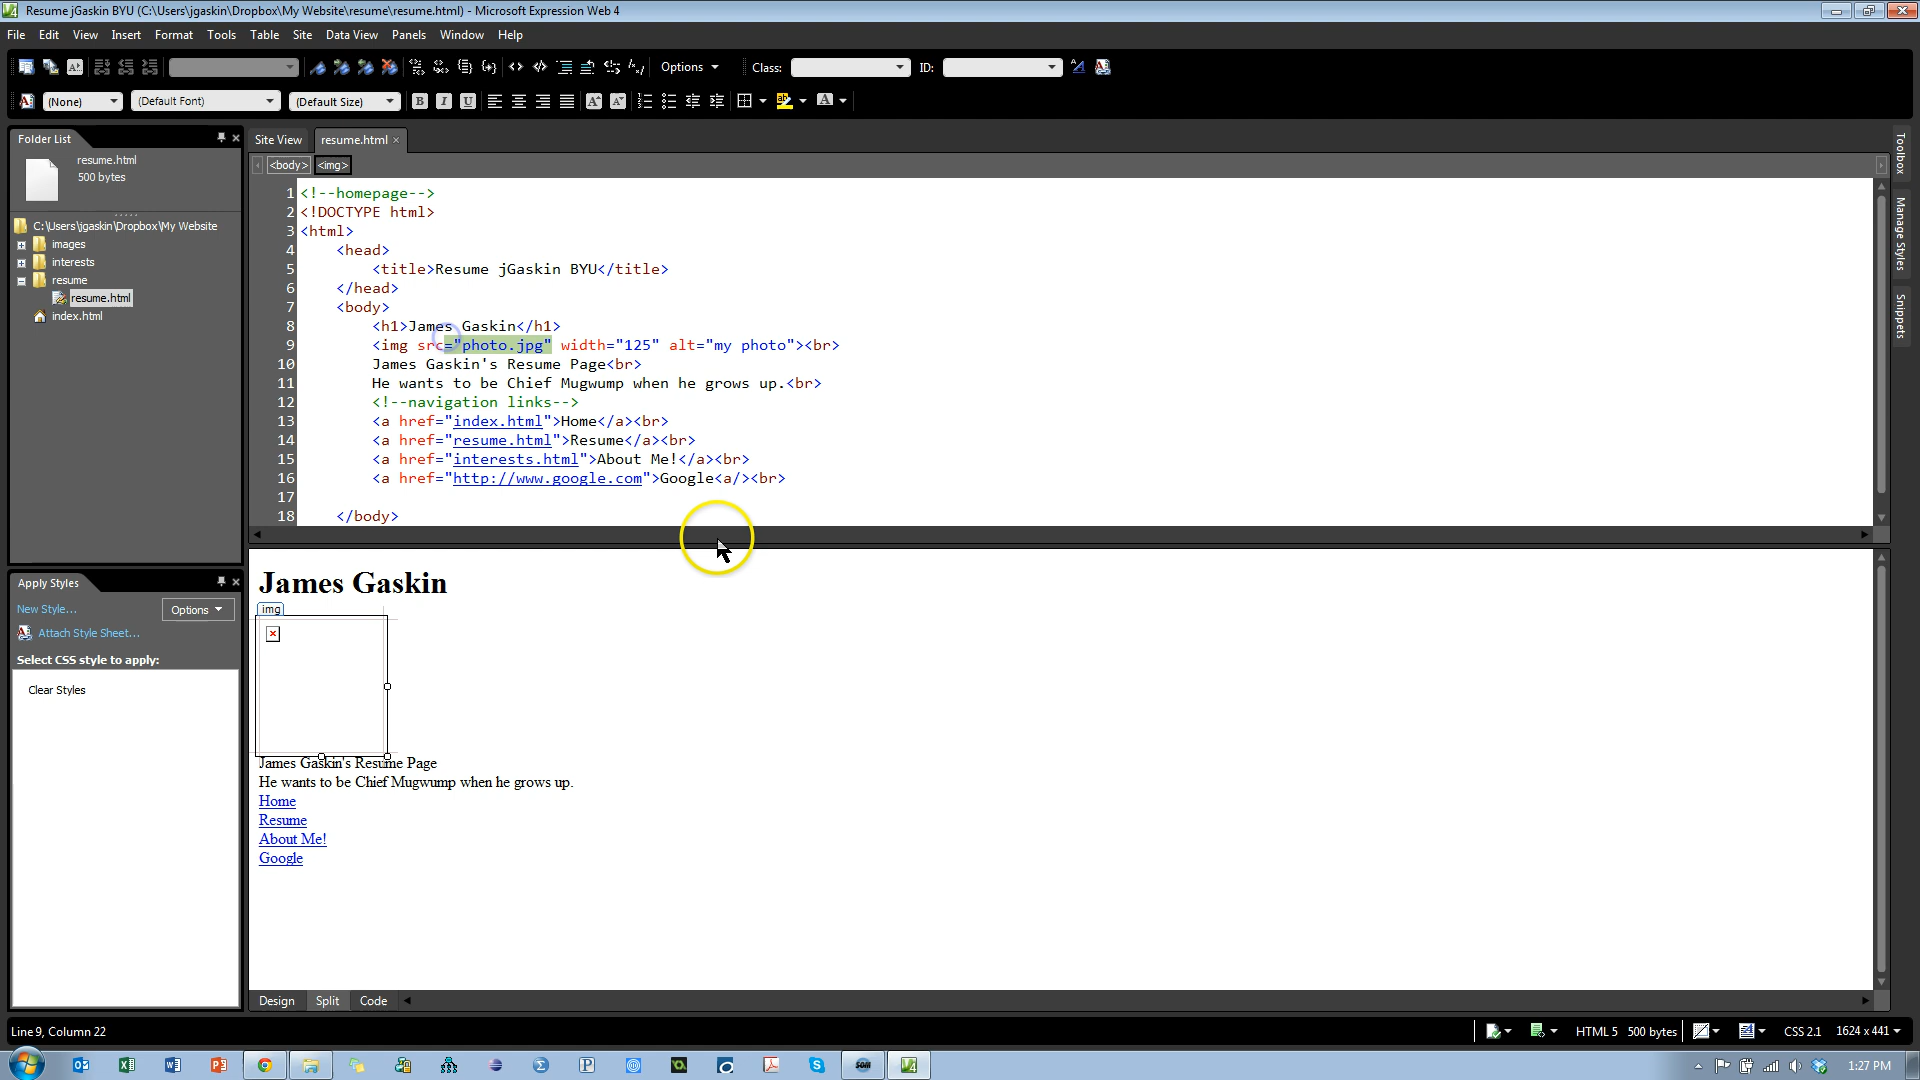 Resume jGaskin BYU (C:\Users\jgaskin\Dropbox\My Website\resume\resume.html) - Microsoft Expression Web 4
File Edit View Insert Format Tools Table Site Data View Panels Window Help
Options Class: ID:
(None) (Default Font) (Default Size) B I U
Folder List
resume.html
500 bytes
C:\Users\jgaskin\Dropbox\My Website
images
interests
resume
resume.html
index.html
Site View resume.html
<body> <img>
1 <!--homepage-->
2 <!DOCTYPE html>
3 <html>
4 <head>
5 <title>Resume jGaskin BYU</title>
6 </head>
7 <body>
8 <h1>James Gaskin</h1>
9 <img src="photo.jpg" width="125" alt="my photo"><br>
10 James Gaskin's Resume Page<br>
11 He wants to be Chief Mugwump when he grows up.<br>
12 <!--navigation links-->
13 <a href="index.html">Home</a><br>
14 <a href="resume.html">Resume</a><br>
15 <a href="interests.html">About Me!</a><br>
16 <a href="http://www.google.com">Google<a/><br>
17
18 </body>
Toolbox
Manage Styles
Snippets
Apply Styles
New Style...
Options
Attach Style Sheet...
Select CSS style to apply:
Clear Styles
James Gaskin
img
James Gaskin's Resume Page
He wants to be Chief Mugwump when he grows up.
Home
Resume
About Me!
Google
Design Split Code
Line 9, Column 22
HTML 5 500 bytes CSS 2.1 1624 x 441
1:27 PM